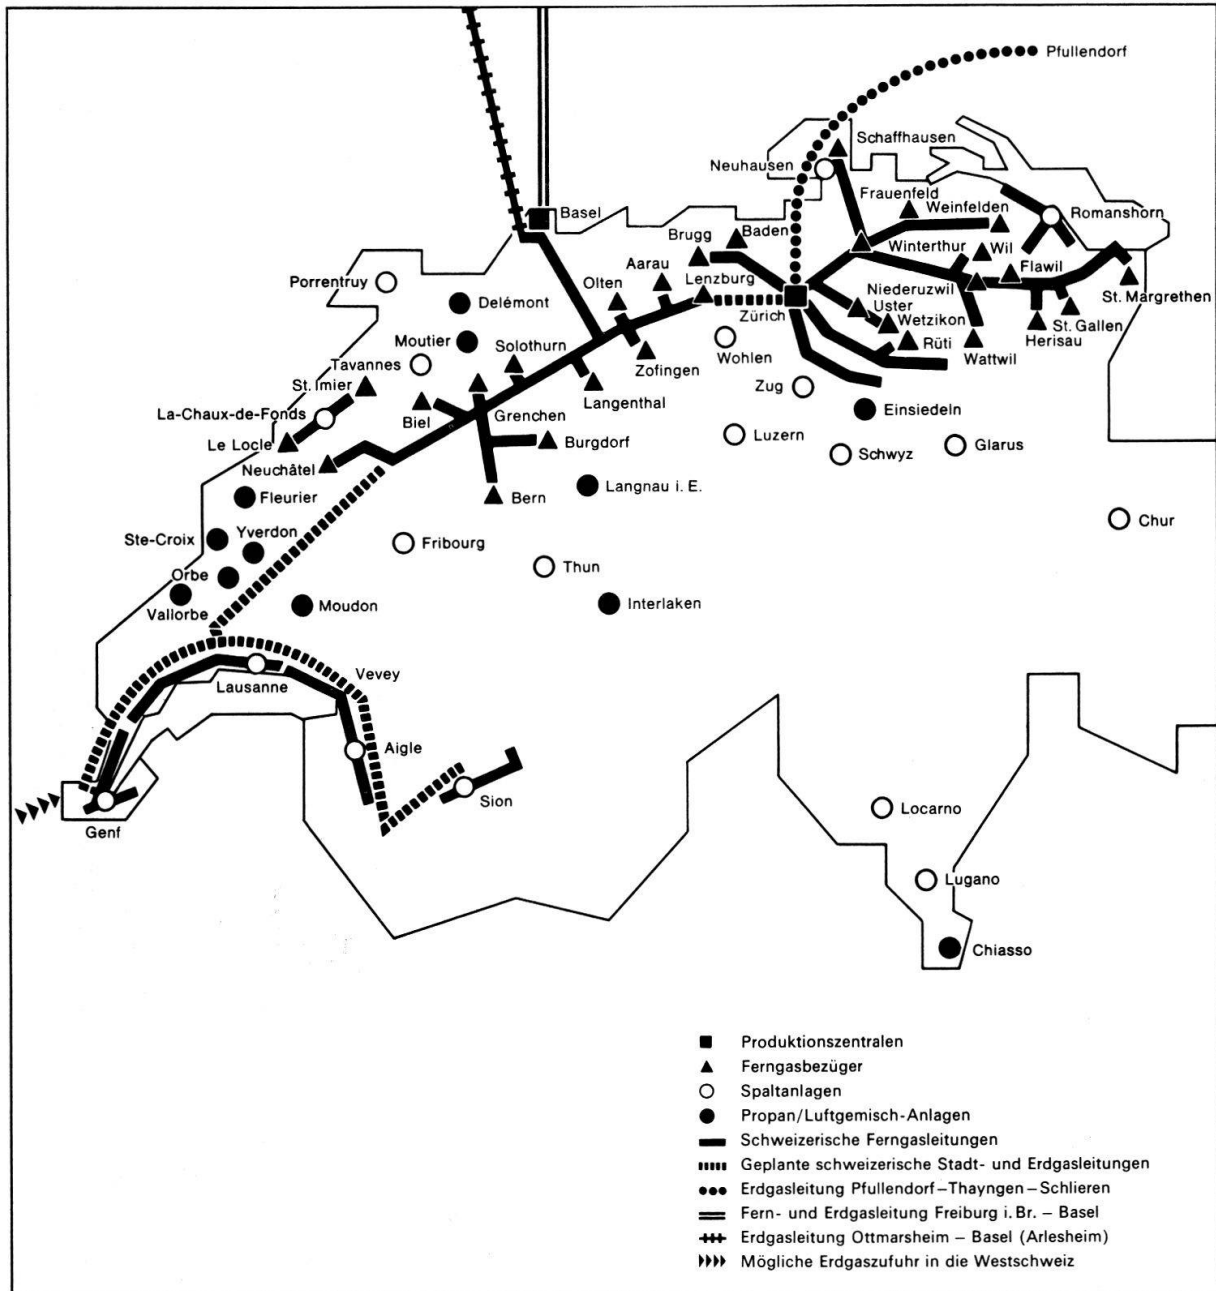 Pfullendorf
Schaffhausen
Neuhausen
Frauenfeld
Weinfelden
Romanshorn
Basel
Baden
Brugg
Winterthur
Wil
Aarau
Flawil
Olten
Lenzburg
Niederuzwil
St. Margrethen
Porrentruy
Delémont
Zürich
Uster
Wetzikon
St. Gallen
Herisau
Moutier
Solothurn
Wohlen
Rüti
Wattwil
Tavannes
Zofingen
St. Imier
Zug
Langenthal
La-Chaux-de-Fonds
Biel
Grenchen
Einsiedeln
Le Locle
Burgdorf
Luzern
Glarus
Schwyz
Neuchâtel
Fleurier
Bern
Langnau i. E.
Chur
Ste-Croix
Yverdon
Fribourg
Orbe
Thun
Vallorbe
Moudon
Interlaken
Lausanne
Vevey
Aigle
Sion
Genf
Locarno
Lugano
Chiasso
Produktionszentralen
Ferngasbezüger
Spaltanlagen
Propan/Luftgemisch-Anlagen
Schweizerische Ferngasleitungen
Geplante schweizerische Stadt- und Erdgasleitungen
Erdgasleitung Pfullendorf–Thayngen–Schlieren
Fern- und Erdgasleitung Freiburg i. Br. – Basel
Erdgasleitung Ottmarsheim – Basel (Arlesheim)
Mögliche Erdgaszufuhr in die Westschweiz